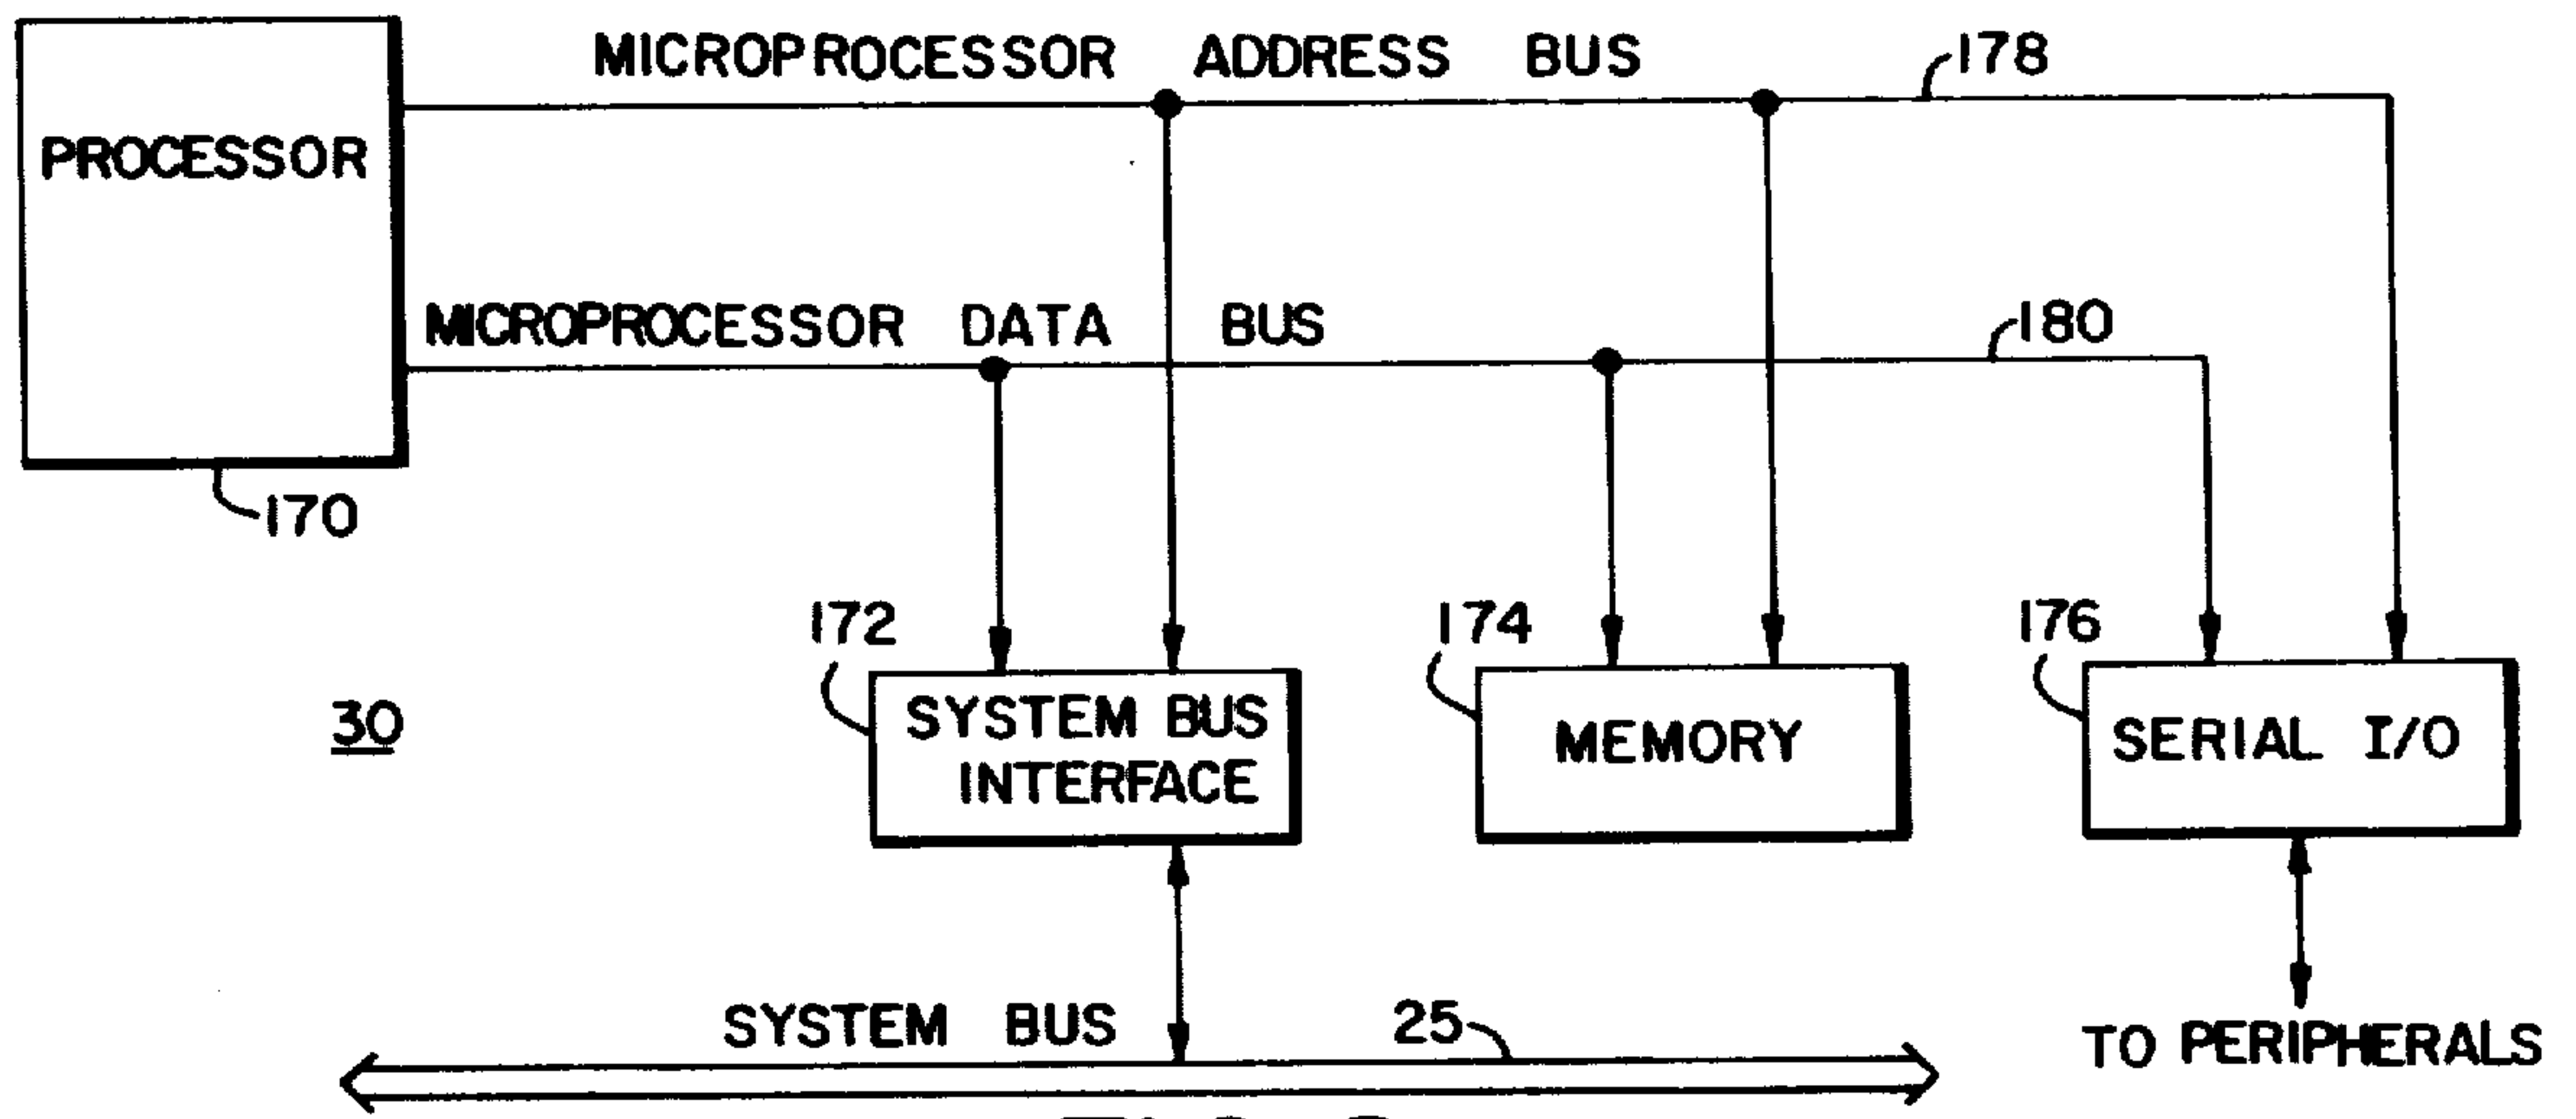 MICROPROCESSOR ADDRESS BUS
178
PROCESSOR
MICROPROCESSOR DATA BUS
180
170
172
174
176
30
SYSTEM BUS
INTERFACE
MEMORY
SERIAL I/O
SYSTEM BUS
25
TO PERIPHERALS